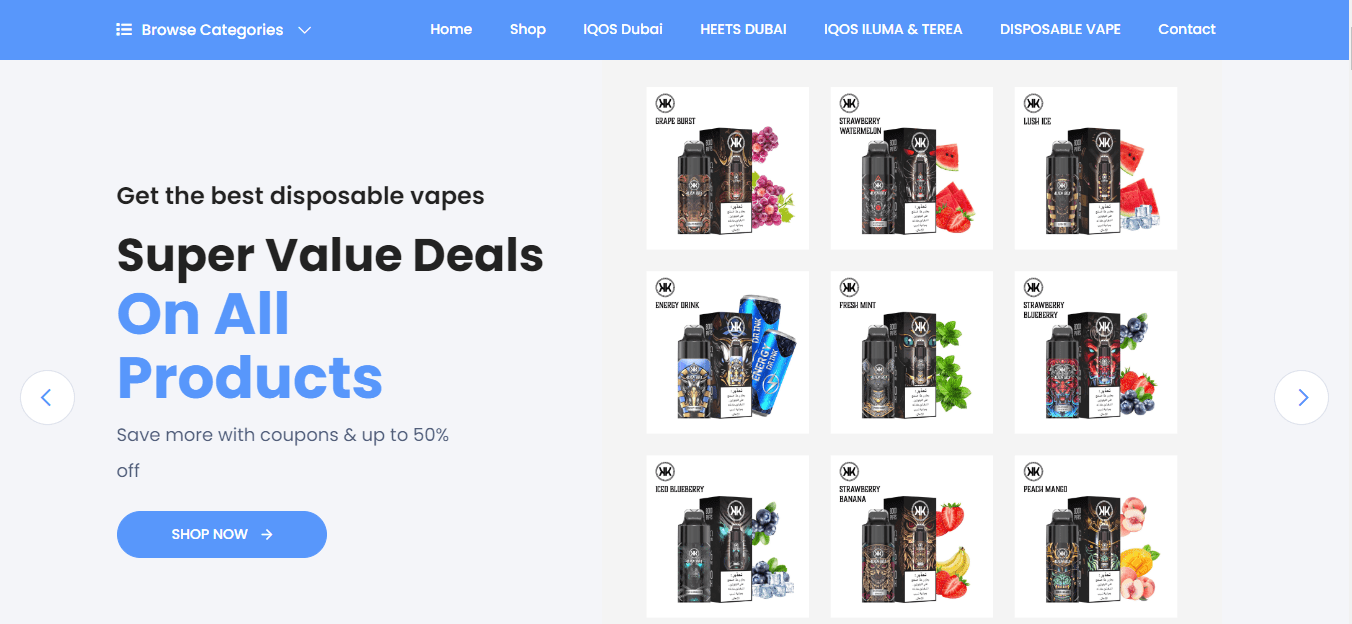 Browse Categories
Home
Shop
IQOS Dubai
HEETS DUBAI
IQOS ILUMA & TEREA
DISPOSABLE VAPE
Contact
Get the best disposable vapes
Super Value Deals
On All
Products
Save more with coupons & up to 50%
off
SHOP NOW
GRAPE BURST
STRAWBERRY
WATERMELON
LUSH ICE
ENERGY DRINK
ENERGY
DRINK
FRESH MINT
STRAWBERRY
BLUEBERRY
ICED BLUEBERRY
STRAWBERRY
BANANA
PEACH MANGO